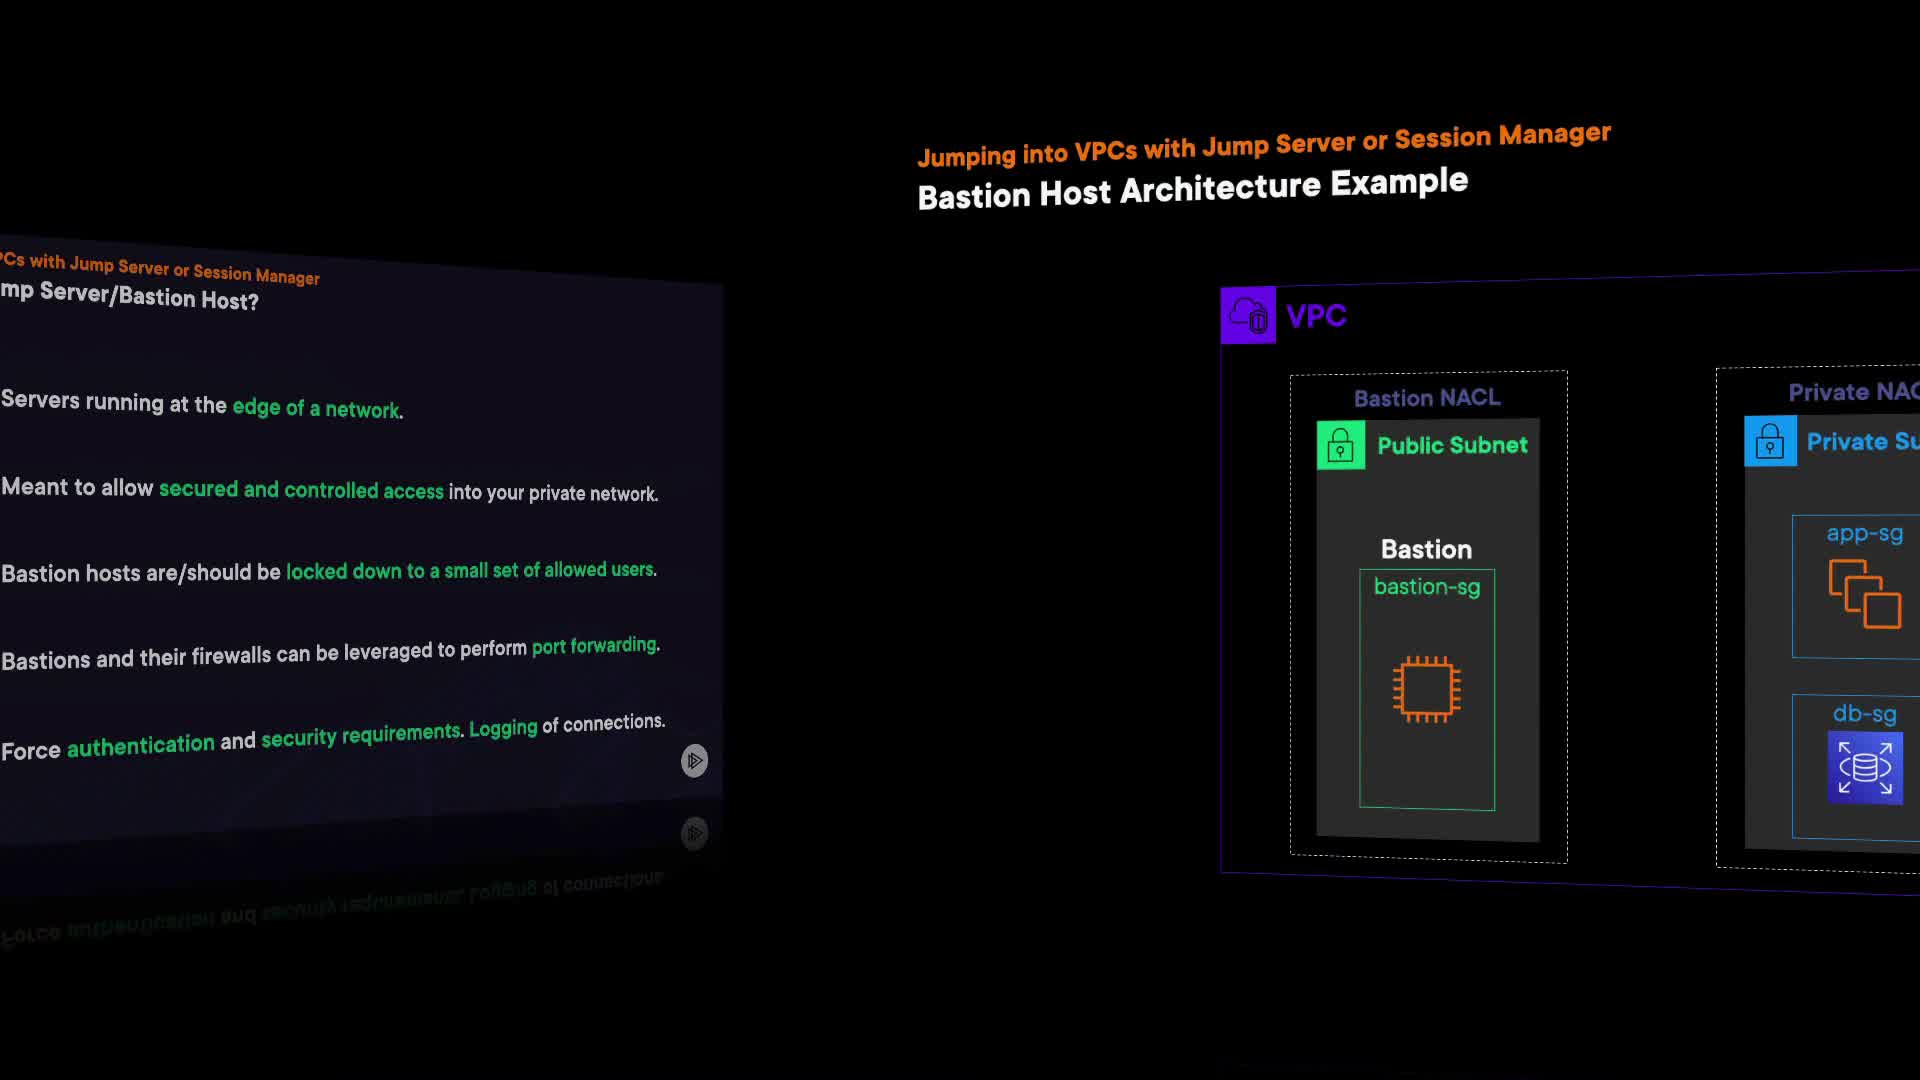 PCs with Jump Server or Session Manager
mp Server/Bastion Host?
Servers running at the edge of a network.
Meant to allow secured and controlled access into your private network.
Bastion hosts are/should be locked down to a small set of allowed users.
Bastions and their firewalls can be leveraged to perform port forwarding.
Force authentication and security requirements. Logging of connections.
Jumping into VPCs with Jump Server or Session Manager
Bastion Host Architecture Example
VPC
Bastion NACL
Public Subnet
Bastion
bastion-sg
Private NAC
Private Su
app-sg
db-sg